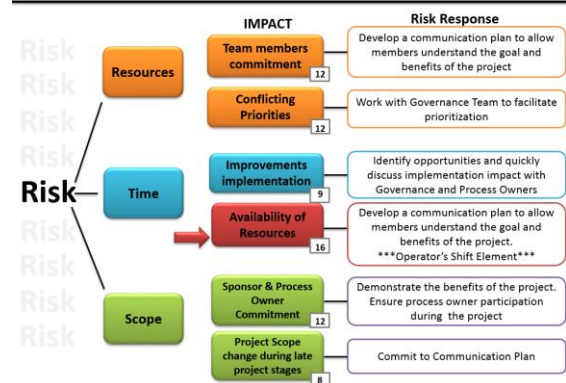 IMPACT
Risk Response
Risk
Risk
Risk
Risk
Risk
Risk
Risk
Risk
Risk
Resources
Team members
commitment
12
Develop a communication plan to allow
members understand the goal and
benefits of the project
Conflicting
Priorities
12
Work with Governance Team to facilitate
prioritization
Time
Improvements
implementation
9
Identify opportunities and quickly
discuss implementation impact with
Governance and Process Owners
Availability of
Resources
16
Develop a communication plan to allow
members understand the goal and
benefits of the project.
***Operator's Shift Element***
Scope
Sponsor & Process
Owner
Commitment
12
Demonstrate the benefits of the project.
Ensure process owner participation
during the project
Project Scope
change during late
project stages
8
Commit to Communication Plan